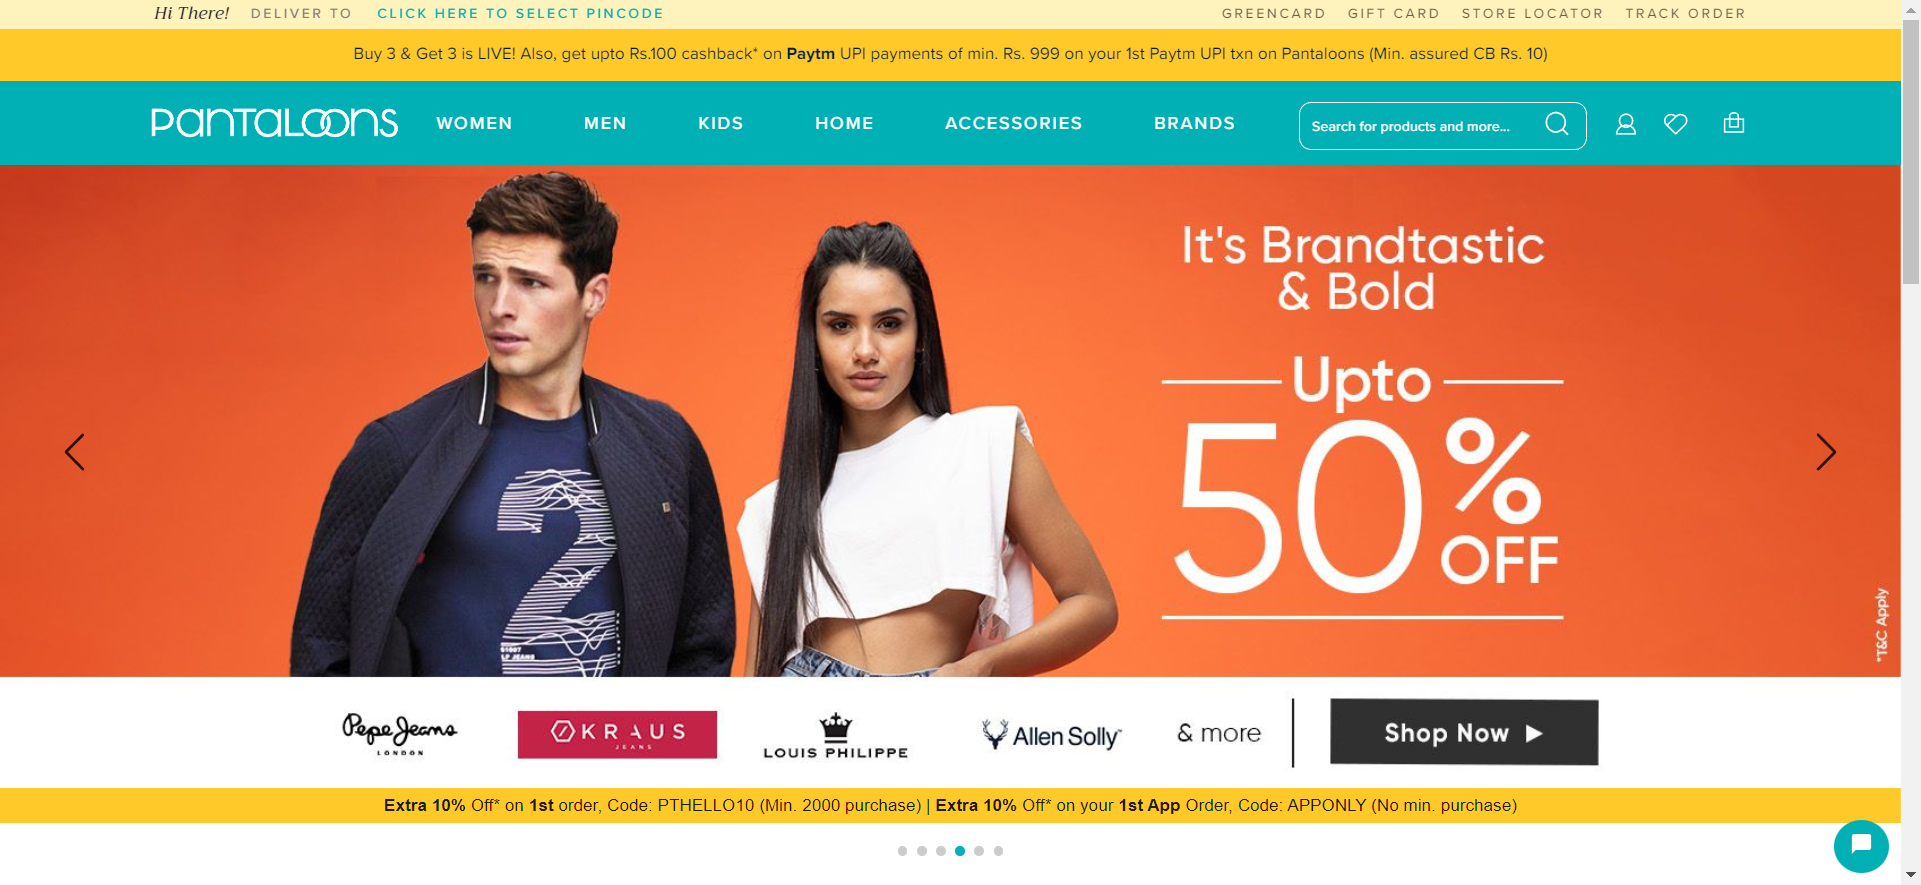 Hi There! DELIVER TO CLICK HERE TO SELECT PINCODE GREENCARD GIFT CARD STORE LOCATOR TRACK ORDER
Buy 3 & Get 3 is LIVE! Also, get upto Rs.100 cashback* on Paytm UPI payments of min. Rs. 999 on your 1st Paytm UPI txn on Pantaloons (Min. assured CB Rs. 10)
PANTALOONS WOMEN MEN KIDS HOME ACCESSORIES BRANDS Search for products and more...
It's Brandtastic
& Bold
Upto
50%
OFF
2
LP JEANS
*T&C Apply
Pepe Jeans
LONDON
KRAUS
JEANS
LOUIS PHILIPPE
Allen Solly
& more
Shop Now
Extra 10% Off* on 1st order, Code: PTHELLO10 (Min. 2000 purchase) | Extra 10% Off* on your 1st App Order, Code: APPONLY (No min. purchase)